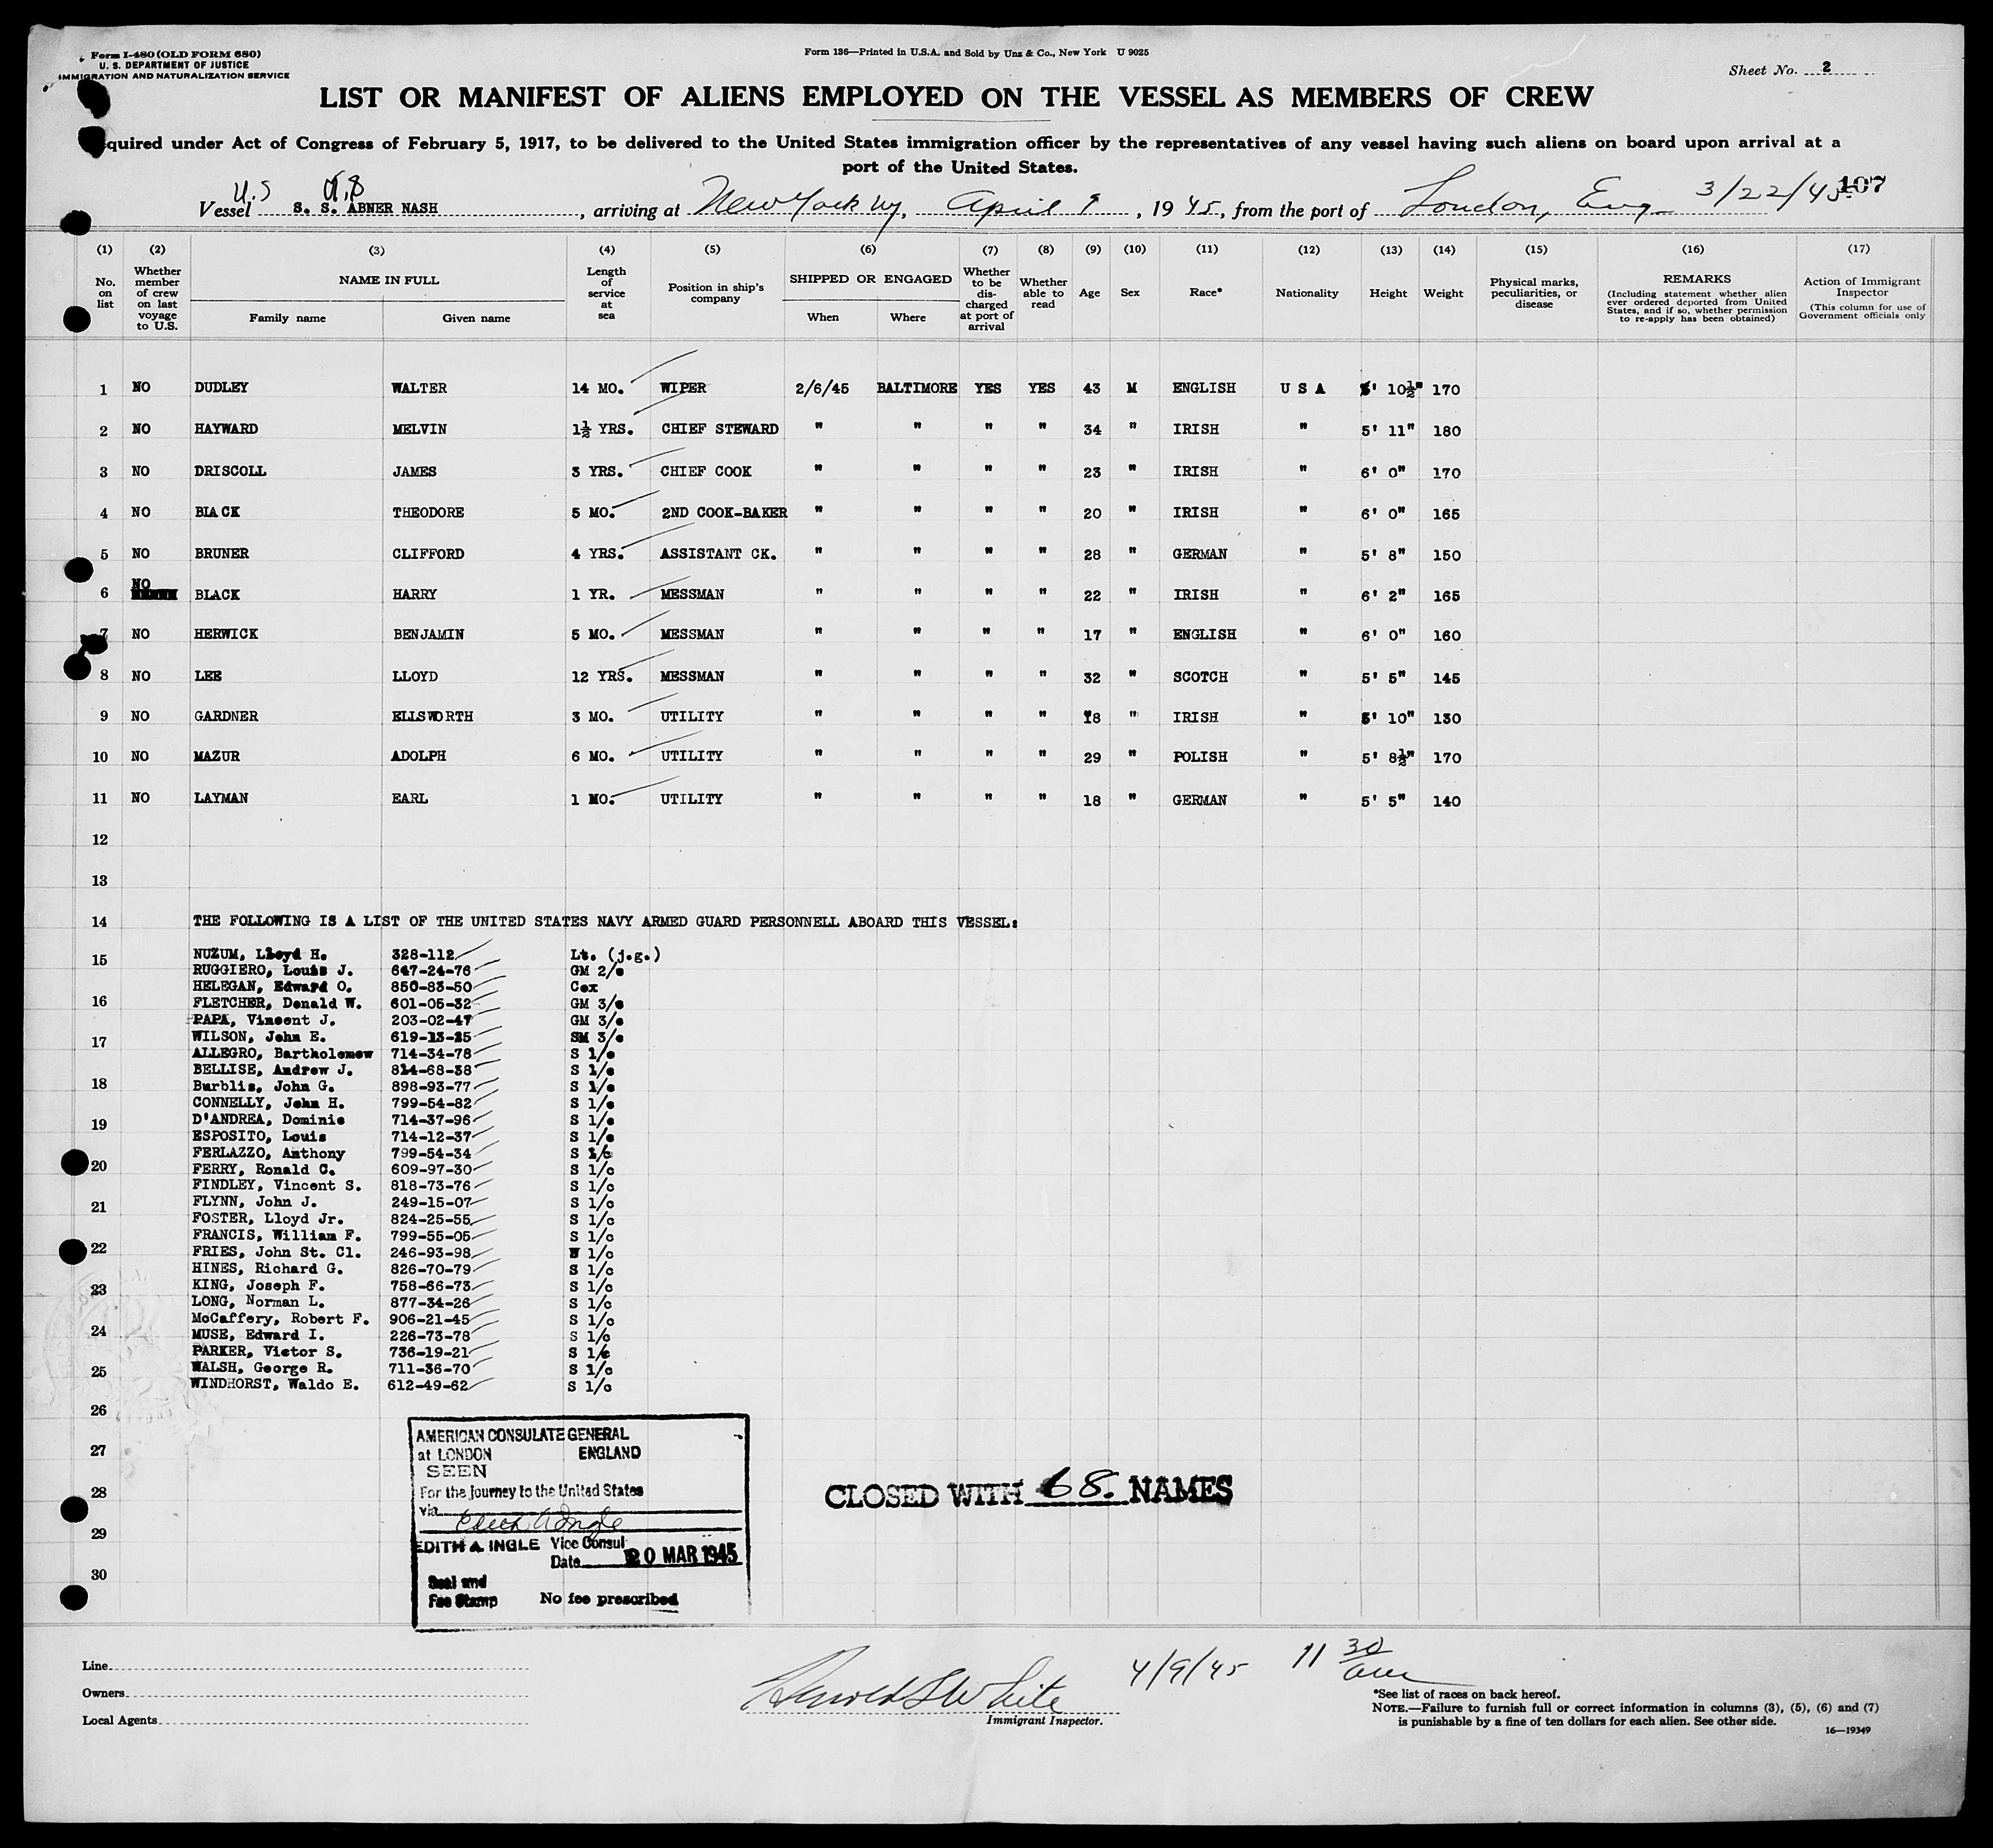 Form I-480 (OLD FORM 680)
U. S. DEPARTMENT OF JUSTICE
IMMIGRATION AND NATURALIZATION SERVICE
Form 136—Printed in U.S.A. and Sold by Unz & Co., New York U 9025
Sheet No. 2
LIST OR MANIFEST OF ALIENS EMPLOYED ON THE VESSEL AS MEMBERS OF CREW
quired under Act of Congress of February 5, 1917, to be delivered to the United States immigration officer by the representatives of any vessel having such aliens on board upon arrival at a
port of the United States.
U.S
Vessel S. S. ABNER NASH, arriving at New York Ny, April 9, 1945, from the port of London, Eng 3/22/45 107
(1) (2) (3) (4) (5) (6) (7) (8) (9) (10) (11) (12) (13) (14) (15) (16) (17)
No. on list
Whether member of crew on last voyage to U.S.
NAME IN FULL
Family name Given name
Length of service at sea
Position in ship's company
SHIPPED OR ENGAGED
When Where
Whether to be discharged at port of arrival
Whether able to read
Age Sex Race* Nationality Height Weight
Physical marks, peculiarities, or disease
REMARKS
(Including statement whether alien ever ordered deported from United States, and if so, whether permission to re-apply has been obtained)
Action of Immigrant Inspector
(This column for use of Government officials only
1 NO DUDLEY WALTER 14 MO. WIPER 2/6/45 BALTIMORE YES YES 43 M ENGLISH U S A 5' 10½" 170
2 NO HAYWARD MELVIN 1½ YRS. CHIEF STEWARD " " " " 34 " IRISH " 5' 11" 180
3 NO DRISCOLL JAMES 3 YRS. CHIEF COOK " " " " 23 " IRISH " 6' 0" 170
4 NO BLACK THEODORE 5 MO. 2ND COOK-BAKER " " " " 20 " IRISH " 6' 0" 165
5 NO BRUNER CLIFFORD 4 YRS. ASSISTANT CK. " " " " 28 " GERMAN " 5' 8" 150
6 NO BLACK HARRY 1 YR. MESSMAN " " " " 22 " IRISH " 6' 2" 165
7 NO HERWICK BENJAMIN 5 MO. MESSMAN " " " " 17 " ENGLISH " 6' 0" 160
8 NO LEE LLOYD 12 YRS. MESSMAN " " " " 32 " SCOTCH " 5' 5" 145
9 NO GARDNER ELLSWORTH 3 MO. UTILITY " " " " 18 " IRISH " 5' 10" 130
10 NO MAZUR ADOLPH 6 MO. UTILITY " " " " 29 " POLISH " 5' 8½" 170
11 NO LAYMAN EARL 1 MO. UTILITY " " " " 18 " GERMAN " 5' 5" 140
12
13
14 THE FOLLOWING IS A LIST OF THE UNITED STATES NAVY ARMED GUARD PERSONNELL ABOARD THIS VESSEL:
NUZUM, Lloyd H. 328-112 Lt. (j.g.)
15
RUGGIERO, Louis J. 647-24-76 GM 2/c
HELEGAN, Edward O. 850-83-50 Cox
16 FLETCHER, Donald W. 601-05-32 GM 3/c
PAPA, Vincent J. 203-02-47 GM 3/c
17 WILSON, John E. 619-13-25 SM 3/c
ALLEGRO, Bartholomew 714-34-78 S 1/c
BELLISE, Andrew J. 814-68-38 S 1/c
18 Burblis, John G. 898-93-77 S 1/c
CONNELLY, John H. 799-54-82 S 1/c
19 D'ANDREA, Dominic 714-37-96 S 1/c
ESPOSITO, Louis 714-12-37 S 1/c
FERLAZZO, Anthony 799-54-34 S 1/c
20 FERRY, Ronald C. 609-97-30 S 1/c
FINDLEY, Vincent S. 818-73-76 S 1/c
21 FLYNN, John J. 249-15-07 S 1/c
FOSTER, Lloyd Jr. 824-25-55 S 1/c
FRANCIS, William F. 799-55-05 S 1/c
22 FRIES, John St. Cl. 246-93-98 1/c
HINES, Richard G. 826-70-79 S 1/c
23 KING, Joseph F. 758-66-73 S 1/c
LONG, Norman L. 877-34-26 S 1/c
McCaffery, Robert F. 906-21-45 S 1/c
24 MUSE, Edward I. 226-73-78 S 1/c
PARKER, Victor S. 736-19-21 S 1/c
25 WALSH, George R. 711-36-70 S 1/c
WINDHORST, Waldo E. 612-49-62 S 1/c
26
27
28
29
30
AMERICAN CONSULATE GENERAL
at LONDON ENGLAND
SEEN
For the journey to the United States
via
Edith A Ingle
EDITH A. INGLE Vice Consul
Date 20 MAR 1945
Seal and
Fee Stamp No fee prescribed
CLOSED WITH 68. NAMES
Line
Owners
Local Agents
Harold S White 4/9/45 11 30/am
Immigrant Inspector.
*See list of races on back hereof.
NOTE.—Failure to furnish full or correct information in columns (3), (5), (6) and (7)
is punishable by a fine of ten dollars for each alien. See other side.
16—19349